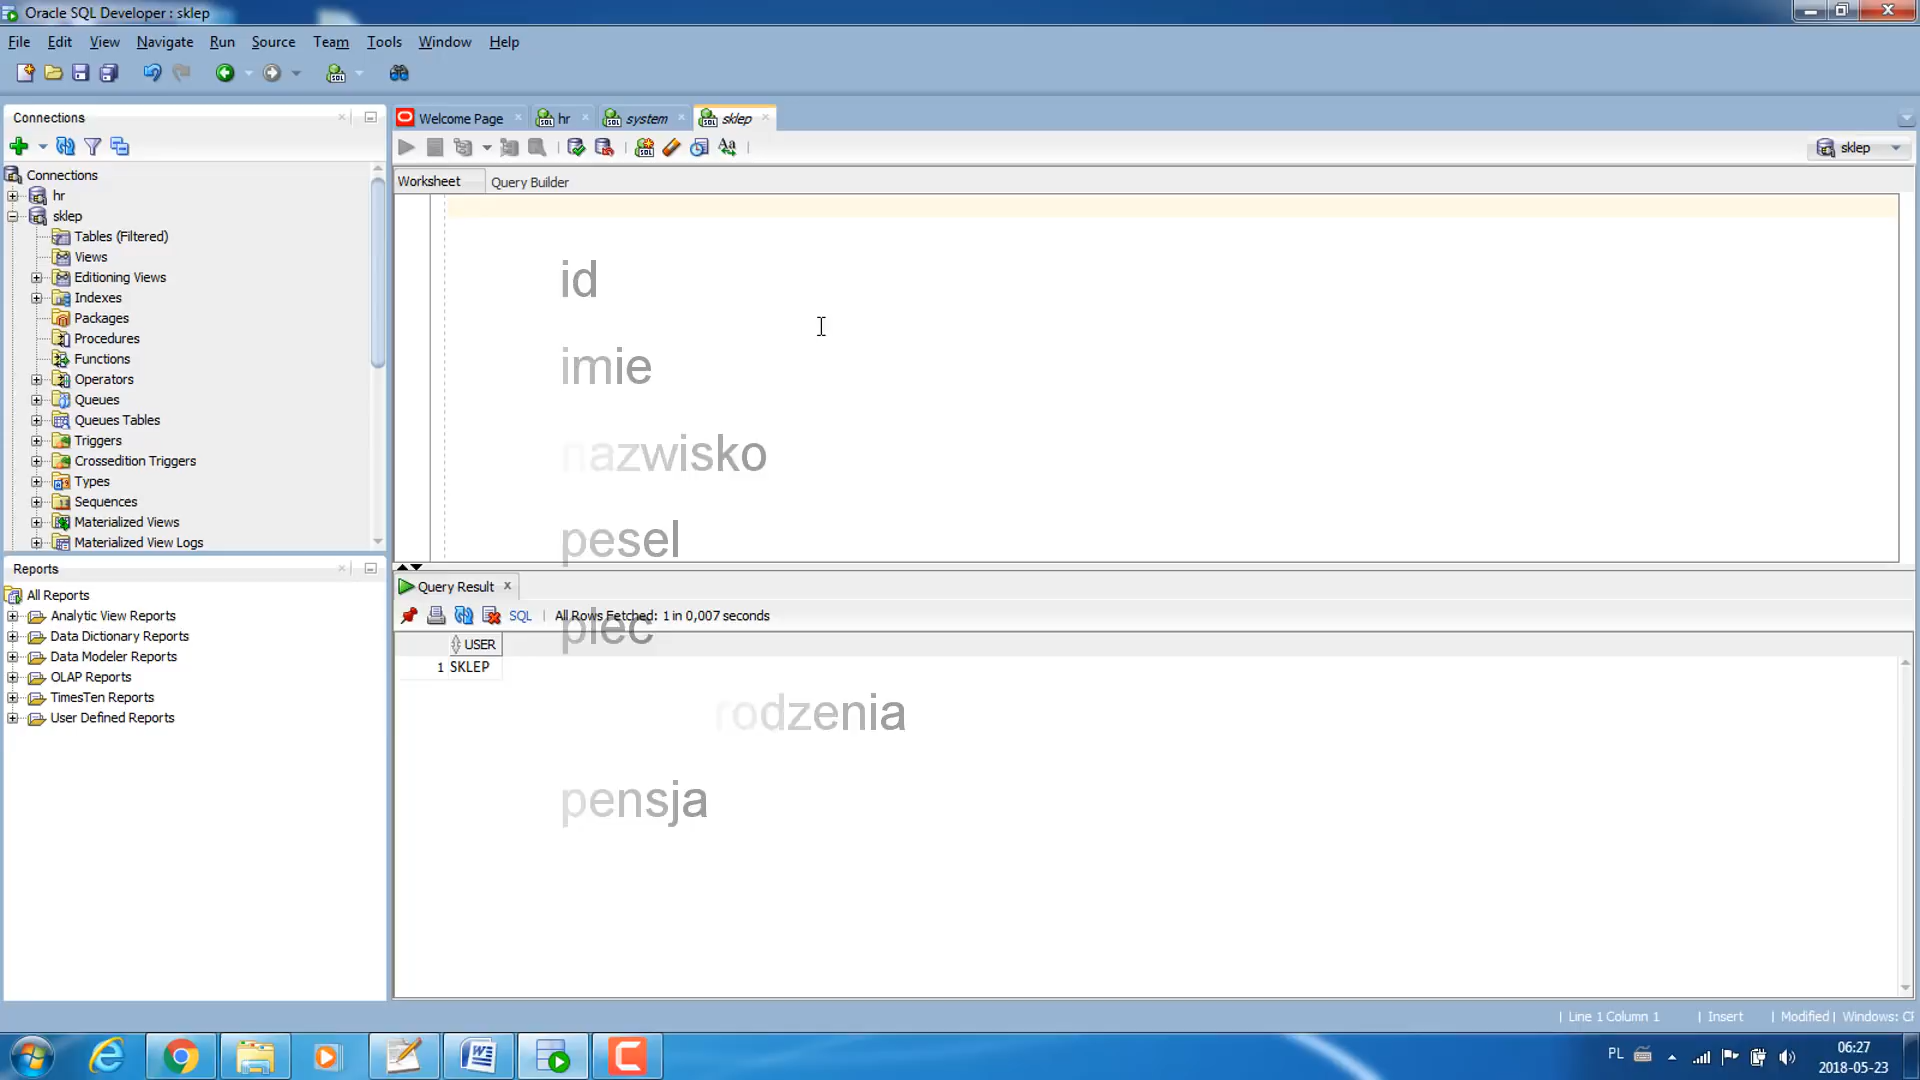 Oracle SQL Developer : sklep
File Edit View Navigate Run Source Team Tools Window Help
Connections
Welcome Page
hr
system
sklep
sklep
Worksheet
Query Builder
Connections
hr
sklep
Tables (Filtered)
Views
Editioning Views
Indexes
Packages
Procedures
Functions
Operators
Queues
Queues Tables
Triggers
Crossedition Triggers
Types
Sequences
Materialized Views
Materialized View Logs
id
imie
nazwisko
pesel
plec
rodzenia
pensja
Query Result
SQL
All Rows Fetched: 1 in 0,007 seconds
USER
1 SKLEP
Reports
All Reports
Analytic View Reports
Data Dictionary Reports
Data Modeler Reports
OLAP Reports
TimesTen Reports
User Defined Reports
Line 1 Column 1
Insert
Modified
Windows: CF
PL
06:27
2018-05-23